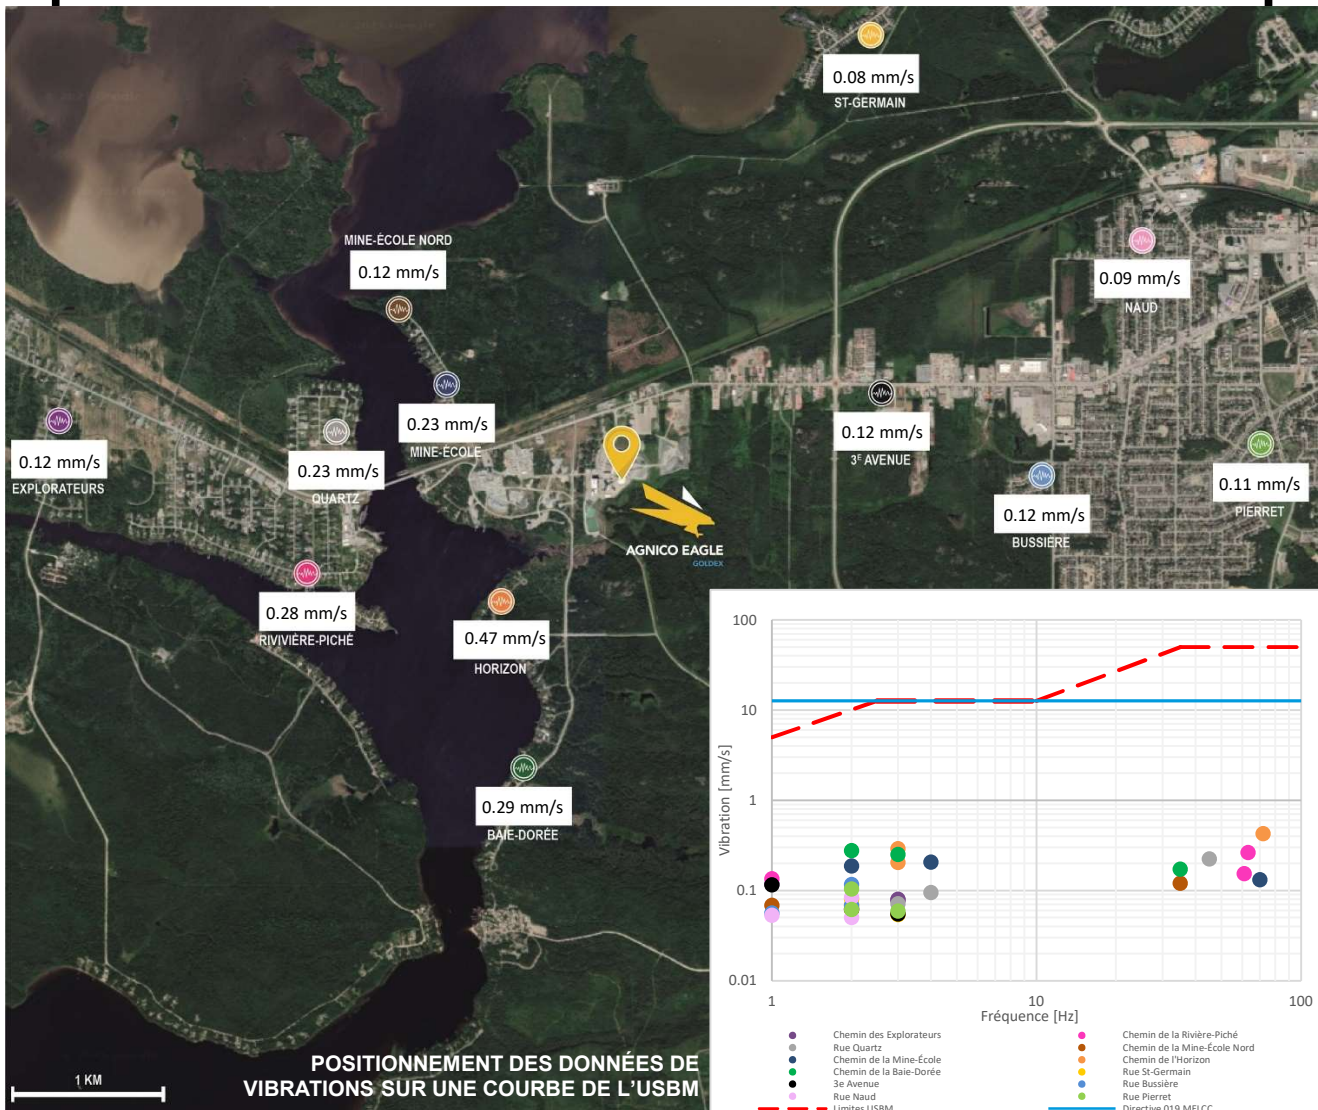 0.08 mm/s
ST-GERMAIN
MINE-ÉCOLE NORD
0.12 mm/s
0.09 mm/s
NAUD
0.23 mm/s
MINE-ÉCOLE
0.12 mm/s
EXPLORATEURS
0.23 mm/s
QUARTZ
0.12 mm/s
3E AVENUE
0.11 mm/s
PIERRET
0.12 mm/s
BUSSIÈRE
AGNICO EAGLE
GOLDEX
0.28 mm/s
RIVIVIÈRE-PICHÉ
0.47 mm/s
HORIZON
0.29 mm/s
BAIE-DORÉE
1 KM
POSITIONNEMENT DES DONNÉES DE
VIBRATIONS SUR UNE COURBE DE L'USBM
Vibration [mm/s]
100
10
1
0.1
0.01
1
10
100
Fréquence [Hz]
Chemin des Explorateurs
Chemin de la Rivière-Piché
Rue Quartz
Chemin de la Mine-École Nord
Chemin de la Mine-École
Chemin de l'Horizon
Chemin de la Baie-Dorée
Rue St-Germain
3e Avenue
Rue Bussière
Rue Naud
Rue Pierret
Limites USBM
Directive 019 MELCC